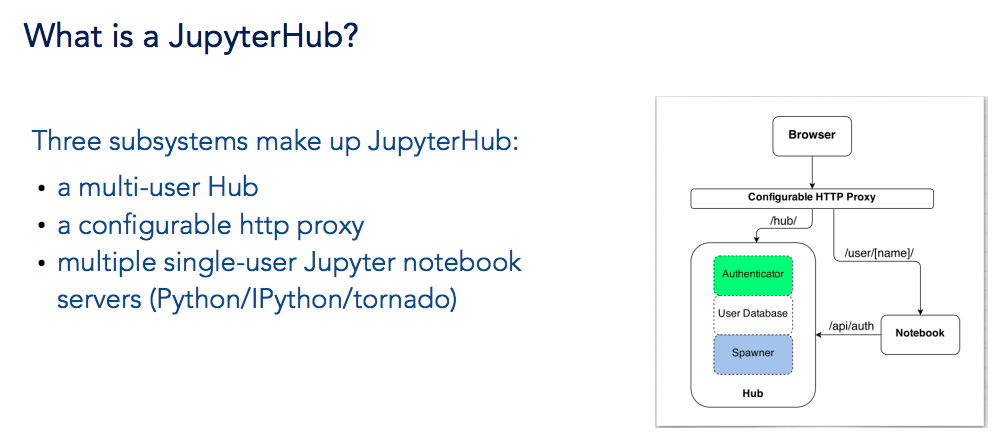 What is a JupyterHub?
Three subsystems make up JupyterHub:
• a multi-user Hub
• a configurable http proxy
• multiple single-user Jupyter notebook
servers (Python/IPython/tornado)
Browser
Configurable HTTP Proxy
/hub/
/user/[name]/
Authenticator
User Database
/api/auth
Notebook
Spawner
Hub